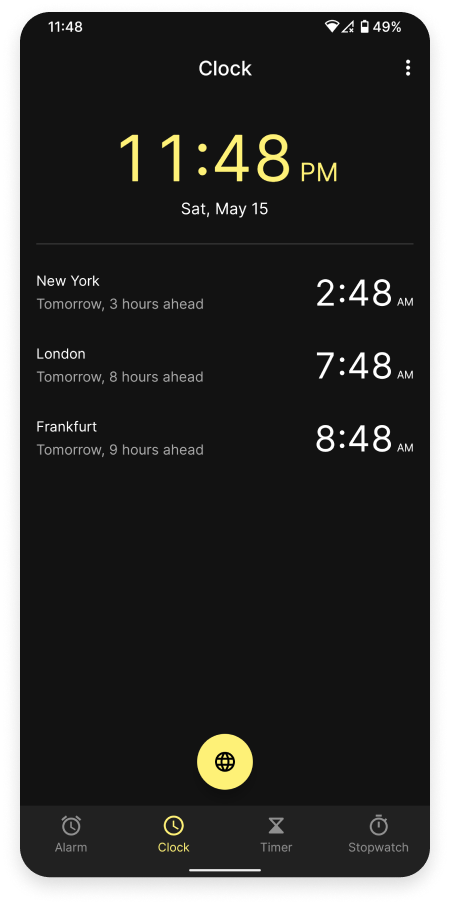 11:48 49%
Clock
11:48 PM
Sat, May 15
New York
Tomorrow, 3 hours ahead
2:48 AM
London
Tomorrow, 8 hours ahead
7:48 AM
Frankfurt
Tomorrow, 9 hours ahead
8:48 AM
Alarm Clock Timer Stopwatch